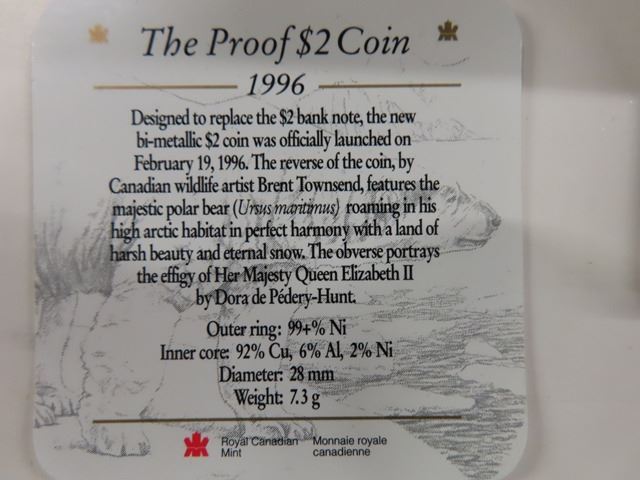 The Proof $2 Coin
1996
Designed to replace the $2 bank note, the new
bi-metallic $2 coin was officially launched on
February 19, 1996. The reverse of the coin, by
Canadian wildlife artist Brent Townsend, features the
majestic polar bear (Ursus maritimus) roaming in his
high arctic habitat in perfect harmony with a land of
harsh beauty and eternal snow. The obverse portrays
the effigy of Her Majesty Queen Elizabeth II
by Dora de Pédery-Hunt.
Outer ring: 99+% Ni
Inner core: 92% Cu, 6% Al, 2% Ni
Diameter: 28 mm
Weight: 7.3 g
Royal Canadian Monnaie royale
Mint canadienne